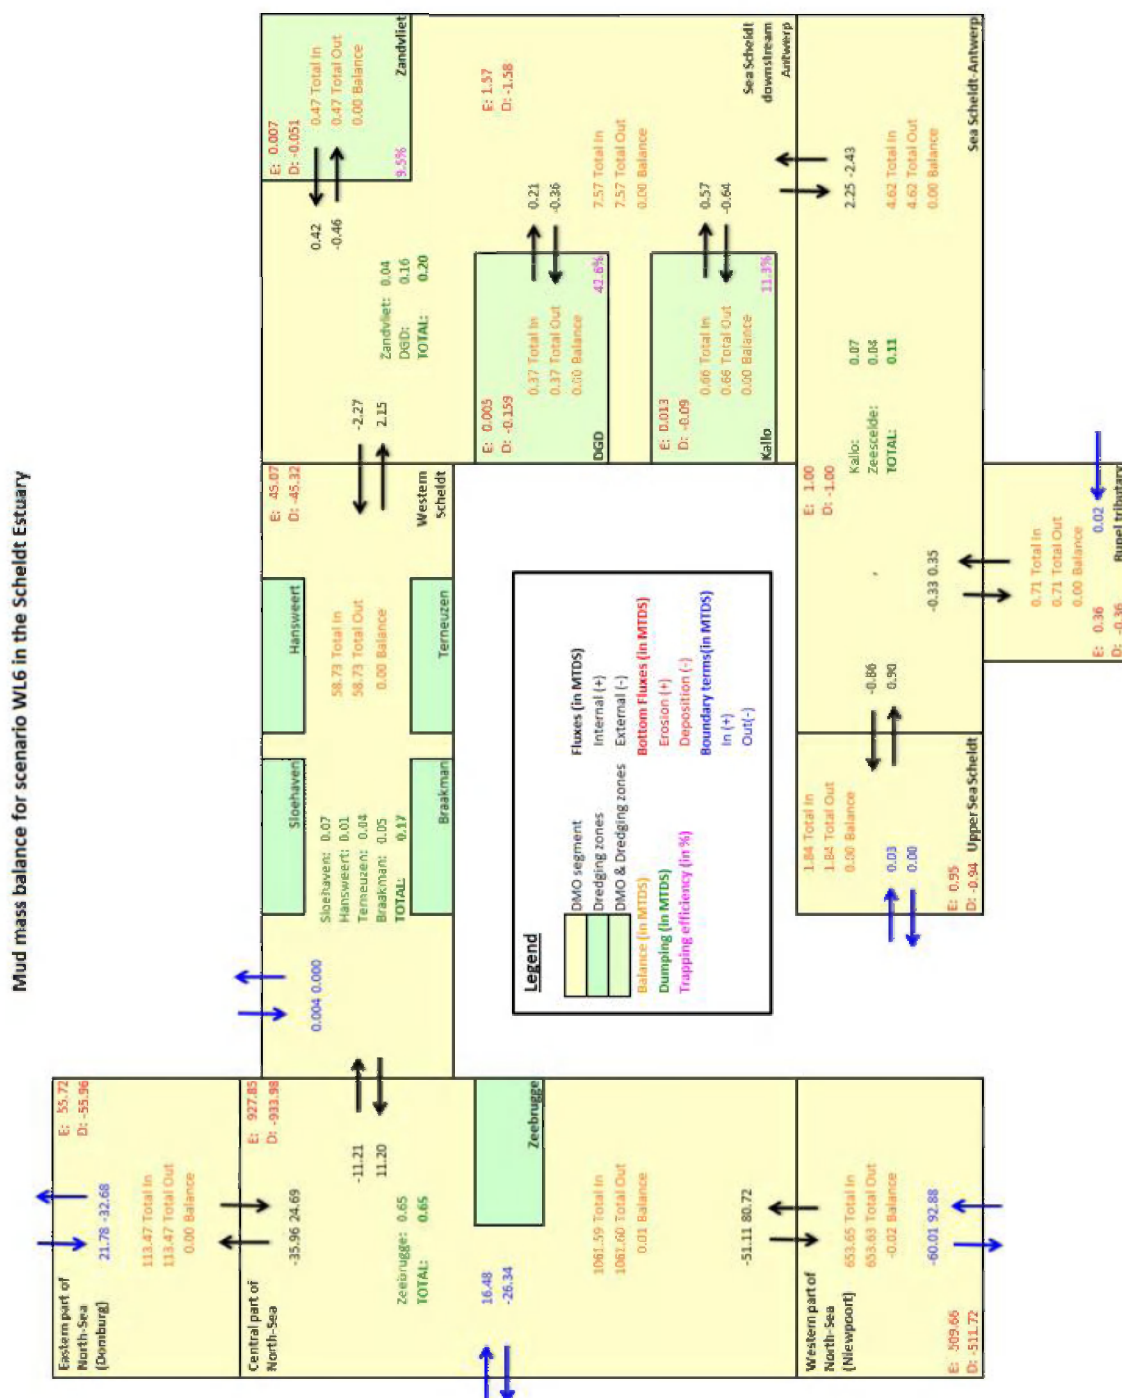 Mud mass balance for scenario WL6 in the Scheldt Estuary
Eastern part of
North-Sea
(Domburg)
21.78 -32.68
E: 55.72
D: -55.96
113.47 Total In
113.47 Total Out
0.00 Balance
Central part of
North-Sea
-35.96 24.69
E: 927.85
D: -933.98
-11.21
11.20
Zeebrugge: 0.65
TOTAL: 0.65
16.48
-26.34
Zeebrugge
1061.59 Total In
1061.60 Total Out
0.01 Balance
-51.11 80.72
Western part of
North-Sea
(Niewpoort)
653.65 Total In
653.63 Total Out
-0.02 Balance
-60.01 92.88
E: 509.66
D: -511.72
0.004 0.000
Sloehaven
Hansweert
E: 45.07
D: -45.32
Sloehaven: 0.07
Hansweert: 0.01
Terneuzen: 0.04
Braakman: 0.05
TOTAL: 0.17
58.73 Total In
58.73 Total Out
0.00 Balance
Braakman
Terneuzen
Western
Scheldt
-2.27
2.15
0.42
-0.46
E: 0.007
D: -0.051
0.47 Total In
0.47 Total Out
0.00 Balance
9.5%
Zandvliet
Zandvliet: 0.04
DGD: 0.16
TOTAL: 0.20
E: 1.57
D: -1.58
E: 0.005
D: -0.159
0.37 Total In
0.37 Total Out
0.00 Balance
DGD
42.6%
0.21
-0.36
7.57 Total In
7.57 Total Out
0.00 Balance
E: 0.013
D: -0.09
0.66 Total In
0.66 Total Out
0.00 Balance
Kallo
11.3%
0.57
-0.64
Sea Scheldt
downstream
Antwerp
2.25 -2.43
4.62 Total In
4.62 Total Out
0.00 Balance
Sea Scheldt-Antwerp
E: 1.00
D: -1.00
Kallo: 0.07
Zeeschelde: 0.04
TOTAL: 0.11
-0.33 0.35
0.71 Total In
0.71 Total Out
0.00 Balance
0.02
E: 0.36
D: -0.36
Rupel tributary
-0.86
0.90
1.84 Total In
1.84 Total Out
0.00 Balance
0.03
0.00
E: 0.95
D: -0.94
Upper Sea Scheldt
Legend
DMO segment
Dredging zones
DMO & Dredging zones
Balance (in MTDS)
Dumping (in MTDS)
Trapping efficiency (in %)
Fluxes (in MTDS)
Internal (+)
External (-)
Bottom Fluxes (in MTDS)
Erosion (+)
Deposition (-)
Boundary terms(in MTDS)
In (+)
Out(-)